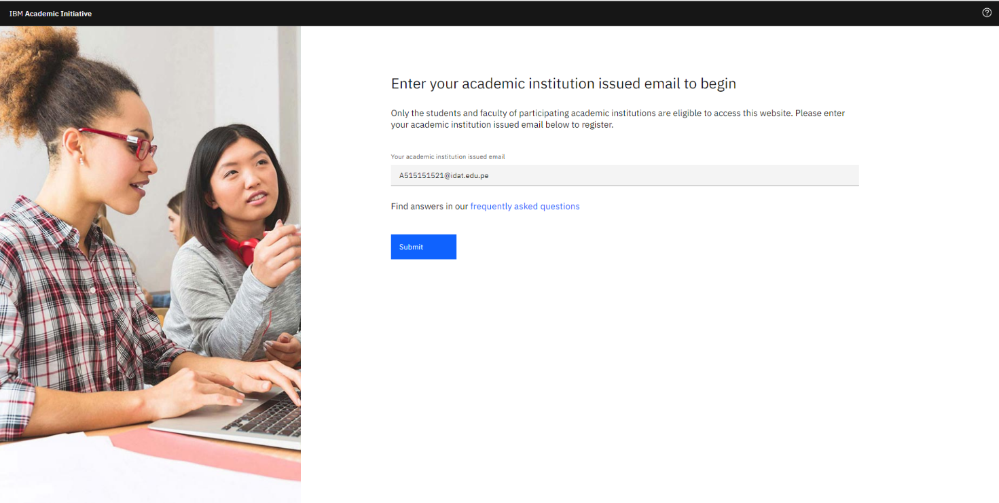 IBM Academic Initiative
Enter your academic institution issued email to begin
Only the students and faculty of participating academic institutions are eligible to access this website. Please enter
your academic institution issued email below to register.
Your academic institution issued email
A515151521@idat.edu.pe
Find answers in our frequently asked questions
Submit